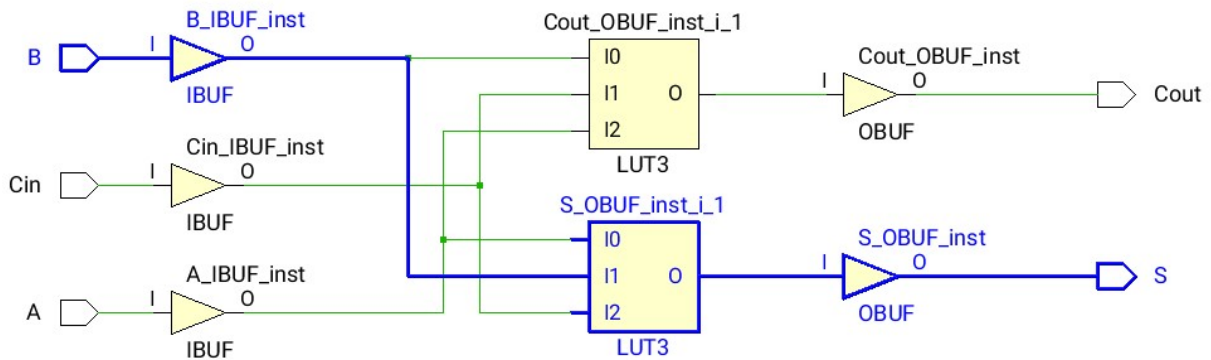 B_IBUF_inst
B
I
O
IBUF
Cout_OBUF_inst_i_1
I0
I1
I2
O
LUT3
Cout_OBUF_inst
I
O
OBUF
Cout
Cin_IBUF_inst
Cin
I
O
IBUF
S_OBUF_inst_i_1
I0
I1
I2
O
LUT3
S_OBUF_inst
I
O
OBUF
S
A_IBUF_inst
A
I
O
IBUF